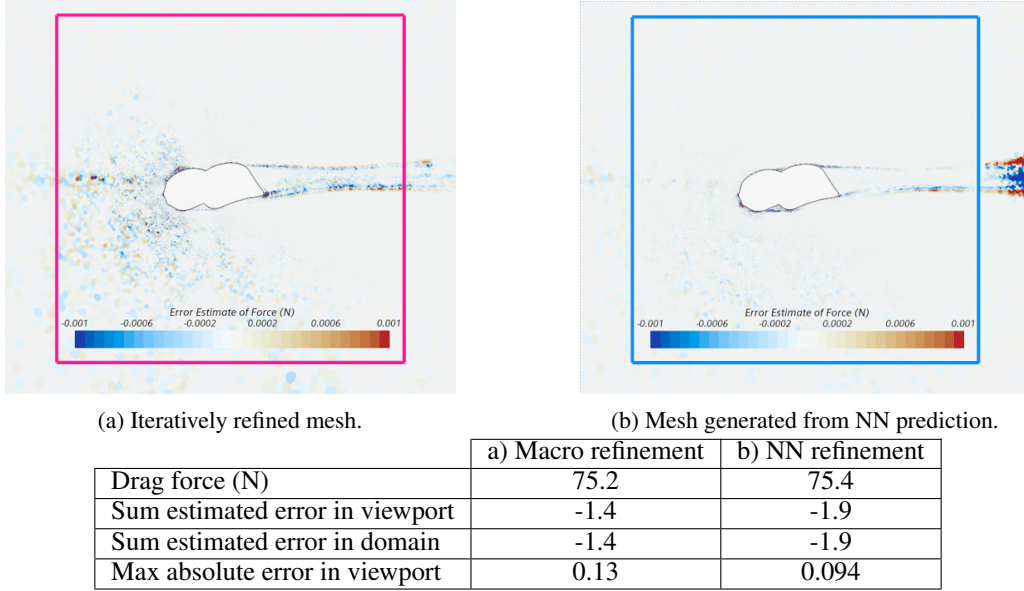 Error Estimate of Force (N)
-0.001 -0.0006 -0.0002 0.0002 0.0006 0.001
Error Estimate of Force (N)
-0.001 -0.0006 -0.0002 0.0002 0.0006 0.001
(a) Iteratively refined mesh.
(b) Mesh generated from NN prediction.
a) Macro refinement b) NN refinement
Drag force (N) 75.2 75.4
Sum estimated error in viewport -1.4 -1.9
Sum estimated error in domain -1.4 -1.9
Max absolute error in viewport 0.13 0.094